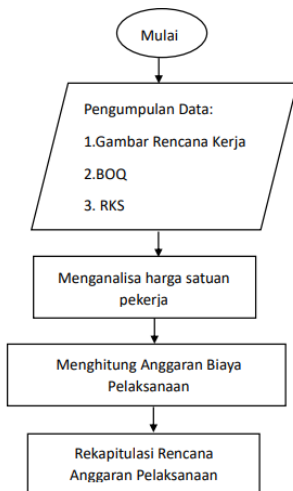 Mulai
Pengumpulan Data:
1.Gambar Rencana Kerja
2.BOQ
3. RKS
Menganalisa harga satuan
pekerja
Menghitung Anggaran Biaya
Pelaksanaan
Rekapitulasi Rencana
Anggaran Pelaksanaan